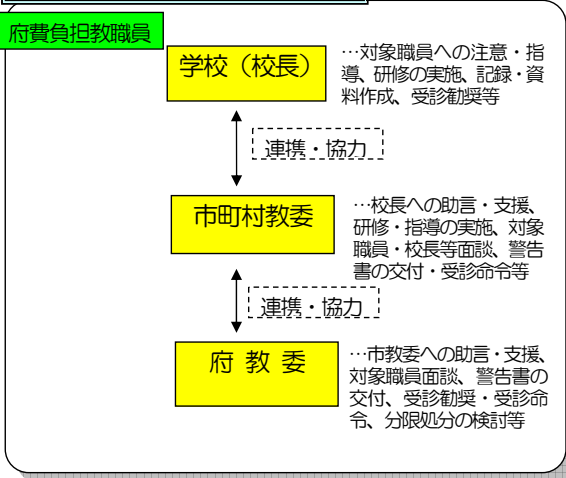 府費負担教職員
学校（校長）
…対象職員への注意・指
導、研修の実施、記録・資
料作成、受診勧奨等
連携・協力
市町村教委
…校長への助言・支援、
研修・指導の実施、対象
職員・校長等面談、警告
書の交付・受診命令等
連携・協力
府教委
…市教委への助言・支援、
対象職員面談、警告書の
交付、受診勧奨・受診命
令、分限処分の検討等